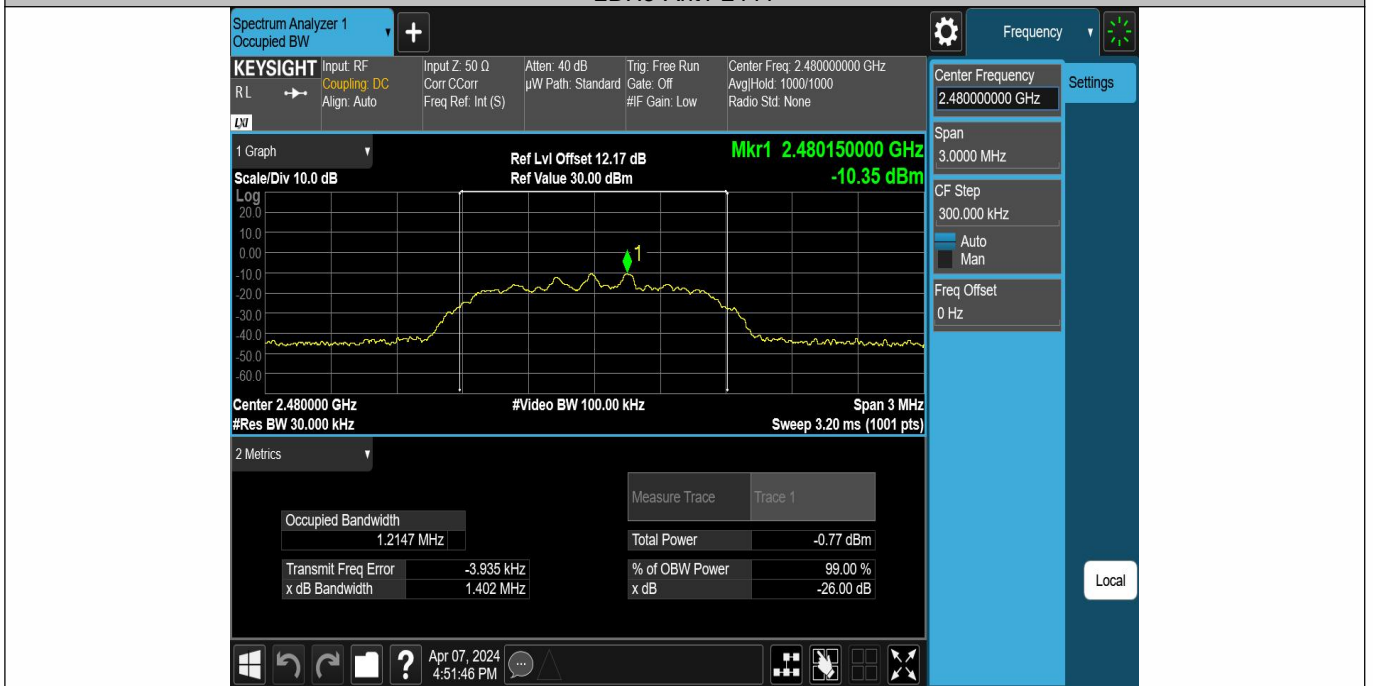 Spectrum Analyzer 1
Occupied BW
Frequency
KEYSIGHT
R L
LXI
Input: RF
Coupling: DC
Align: Auto
Input Z: 50 Ω
Corr CCorr
Freq Ref: Int (S)
Atten: 40 dB
µW Path: Standard
Trig: Free Run
Gate: Off
#IF Gain: Low
Center Freq: 2.480000000 GHz
Avg|Hold: 1000/1000
Radio Std: None
Center Frequency
2.480000000 GHz
Settings
Span
3.0000 MHz
CF Step
300.000 kHz
Auto
Man
Freq Offset
0 Hz
Local
1 Graph
Scale/Div 10.0 dB
Ref Lvl Offset 12.17 dB
Ref Value 30.00 dBm
Mkr1 2.480150000 GHz
-10.35 dBm
Log
20.0
10.0
0.00
-10.0
-20.0
-30.0
-40.0
-50.0
-60.0
1
Center 2.480000 GHz
#Res BW 30.000 kHz
#Video BW 100.00 kHz
Span 3 MHz
Sweep 3.20 ms (1001 pts)
2 Metrics
Measure Trace Trace 1
Occupied Bandwidth
1.2147 MHz
Total Power -0.77 dBm
Transmit Freq Error -3.935 kHz
% of OBW Power 99.00 %
x dB Bandwidth 1.402 MHz
x dB -26.00 dB
Apr 07, 2024
4:51:46 PM